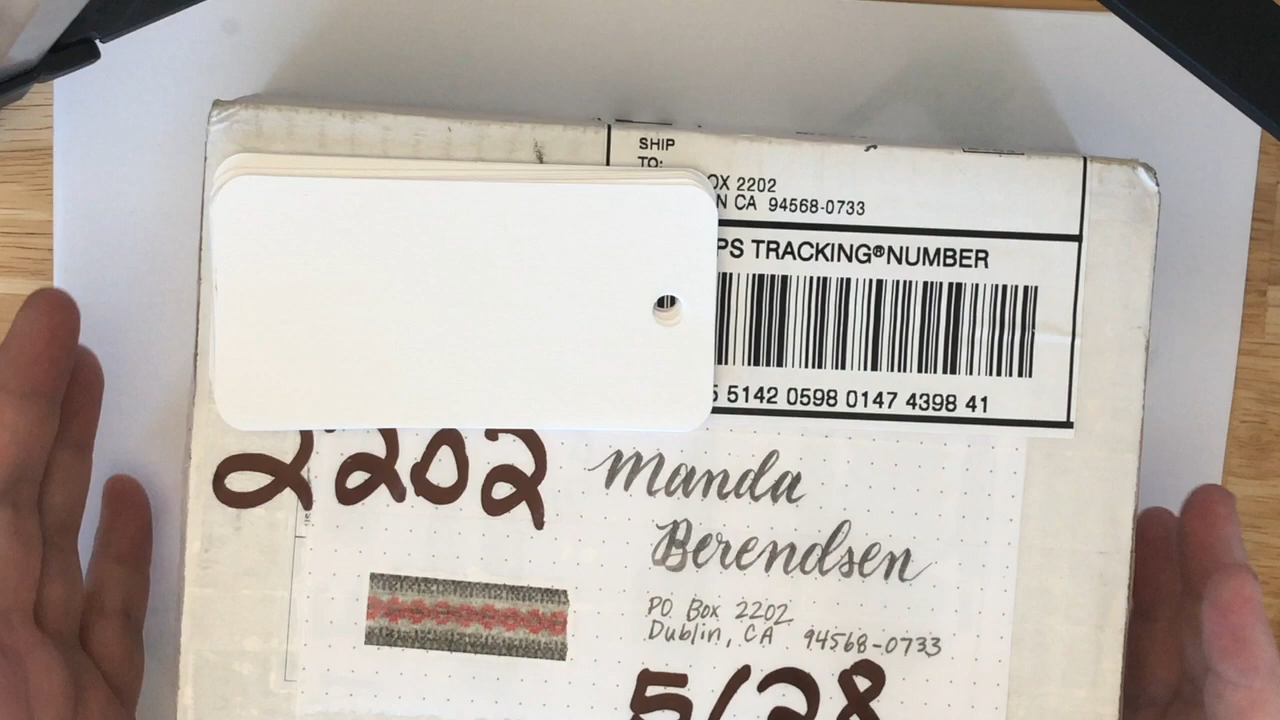 SHIP
TO:
OX 2202
N CA 94568-0733
PS TRACKING®NUMBER
5 5142 0598 0147 4398 41
2202
Manda
Berendsen
PO Box 2202
Dublin, CA 94568-0733
5/28